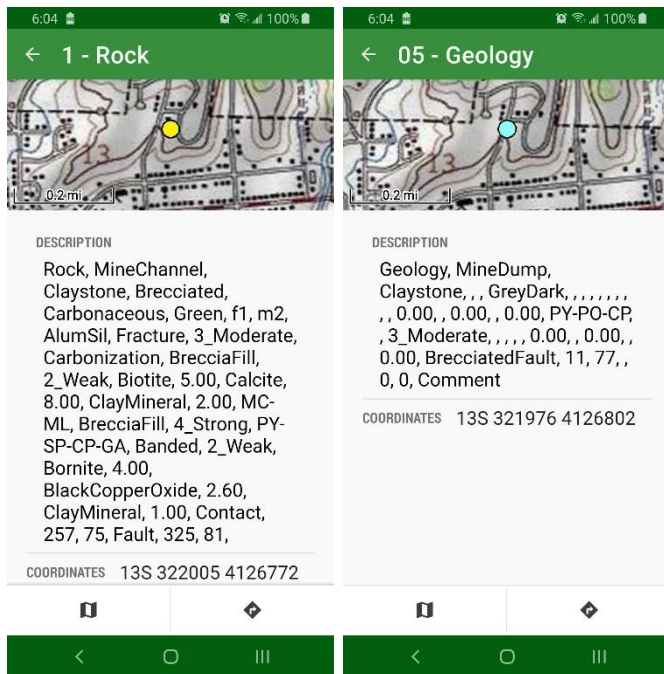 6:04 100%
← 1 - Rock
13
0.2 mi
DESCRIPTION
Rock, MineChannel,
Claystone, Brecciated,
Carbonaceous, Green, f1, m2,
AlumSil, Fracture, 3_Moderate,
Carbonization, BrecciaFill,
2_Weak, Biotite, 5.00, Calcite,
8.00, ClayMineral, 2.00, MC-
ML, BrecciaFill, 4_Strong, PY-
SP-CP-GA, Banded, 2_Weak,
Bornite, 4.00,
BlackCopperOxide, 2.60,
ClayMineral, 1.00, Contact,
257, 75, Fault, 325, 81,
COORDINATES 13S 322005 4126772
6:04 100%
← 05 - Geology
13
0.2 mi
DESCRIPTION
Geology, MineDump,
Claystone, , , GreyDark, , , , , , , ,
, , 0.00, , 0.00, , 0.00, PY-PO-CP,
, 3_Moderate, , , , , 0.00, , 0.00, ,
0.00, BrecciatedFault, 11, 77, ,
0, 0, Comment
COORDINATES 13S 321976 4126802